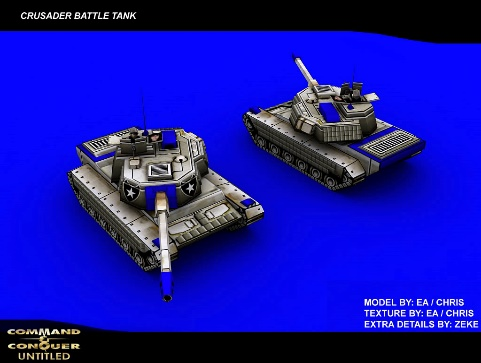 CRUSADER BATTLE TANK
MODEL BY: EA / CHRIS
TEXTURE BY: EA / CHRIS
EXTRA DETAILS BY: ZEKE
COMMAND
&
CONQUER
UNTITLED